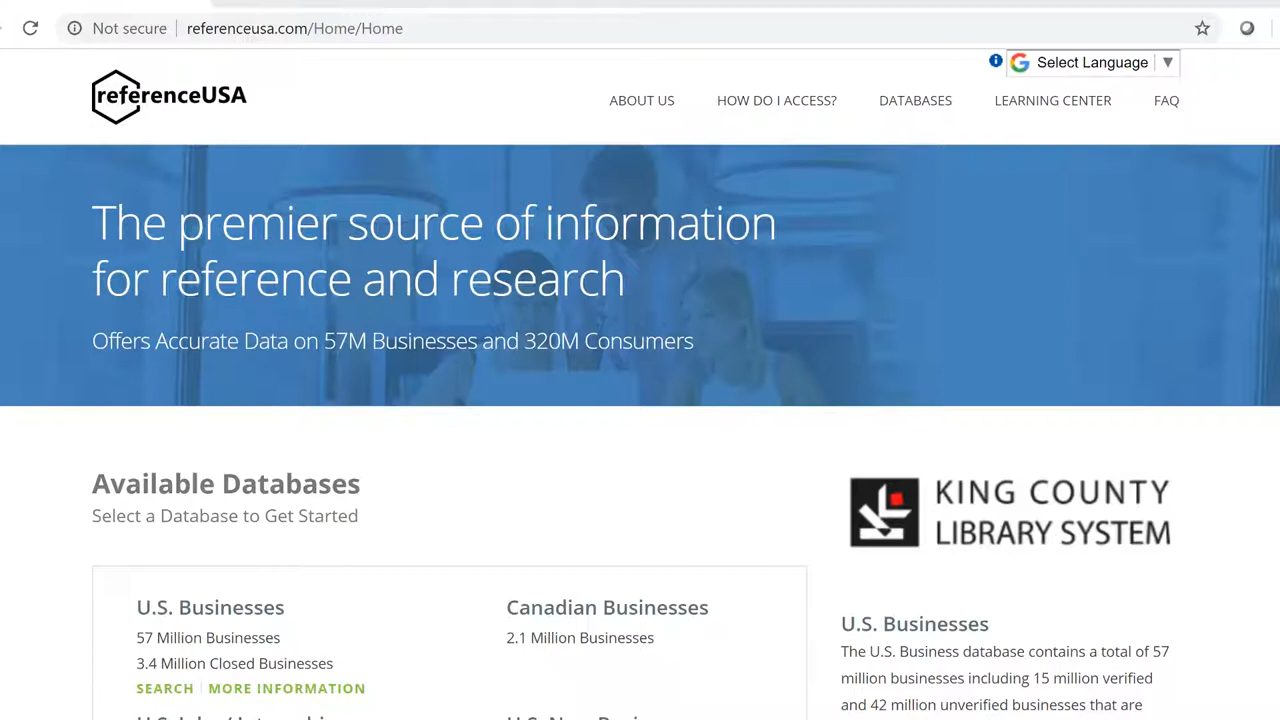 Not secure
referenceusa.com/Home/Home
Select Language ▼
referenceUSA
ABOUT US
HOW DO I ACCESS?
DATABASES
LEARNING CENTER
FAQ
The premier source of information
for reference and research
Offers Accurate Data on 57M Businesses and 320M Consumers
Available Databases
Select a Database to Get Started
U.S. Businesses
57 Million Businesses
3.4 Million Closed Businesses
SEARCH | MORE INFORMATION
Canadian Businesses
2.1 Million Businesses
KING COUNTY
LIBRARY SYSTEM
U.S. Businesses
The U.S. Business database contains a total of 57
million businesses including 15 million verified
and 42 million unverified businesses that are